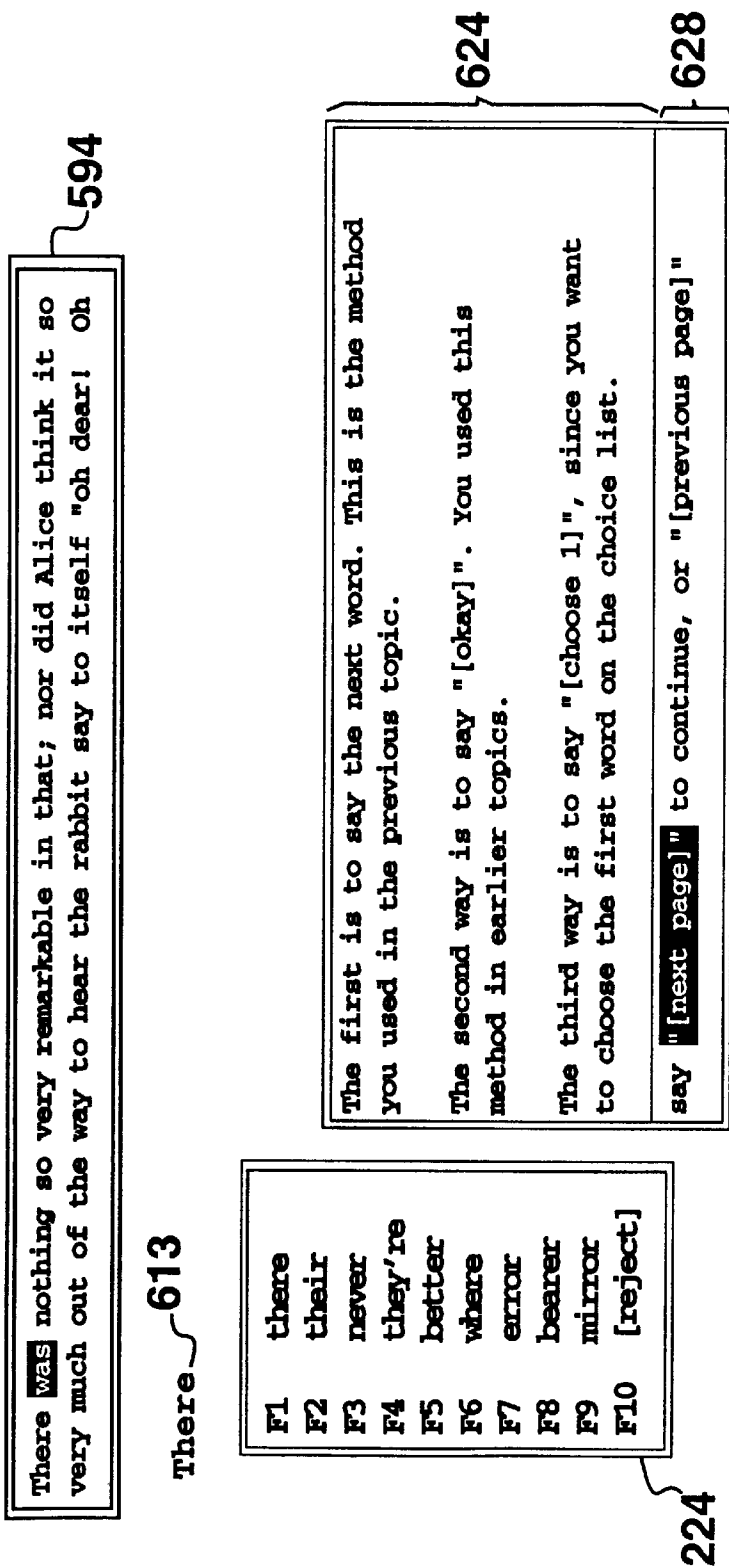 There was nothing so very remarkable in that; nor did Alice think it so
very much out of the way to hear the rabbit say to itself "oh dear! Oh
594
There 613
F1 there
F2 their
F3 never
F4 they're
F5 better
F6 where
F7 error
F8 bearer
F9 mirror
F10 [reject]
224
The first is to say the next word. This is the method
you used in the previous topic.
The second way is to say "[okay]". You used this
method in earlier topics.
The third way is to say "[choose 1]", since you want
to choose the first word on the choice list.
624
say "[next page]" to continue, or "[previous page]"
628